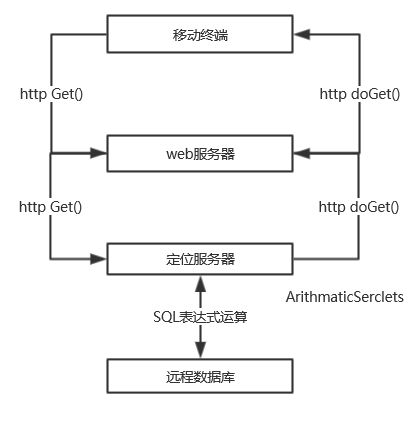 移动终端
http Get()
http doGet()
web服务器
http Get()
http doGet()
定位服务器
ArithmaticSerclets
SQL表达式运算
远程数据库